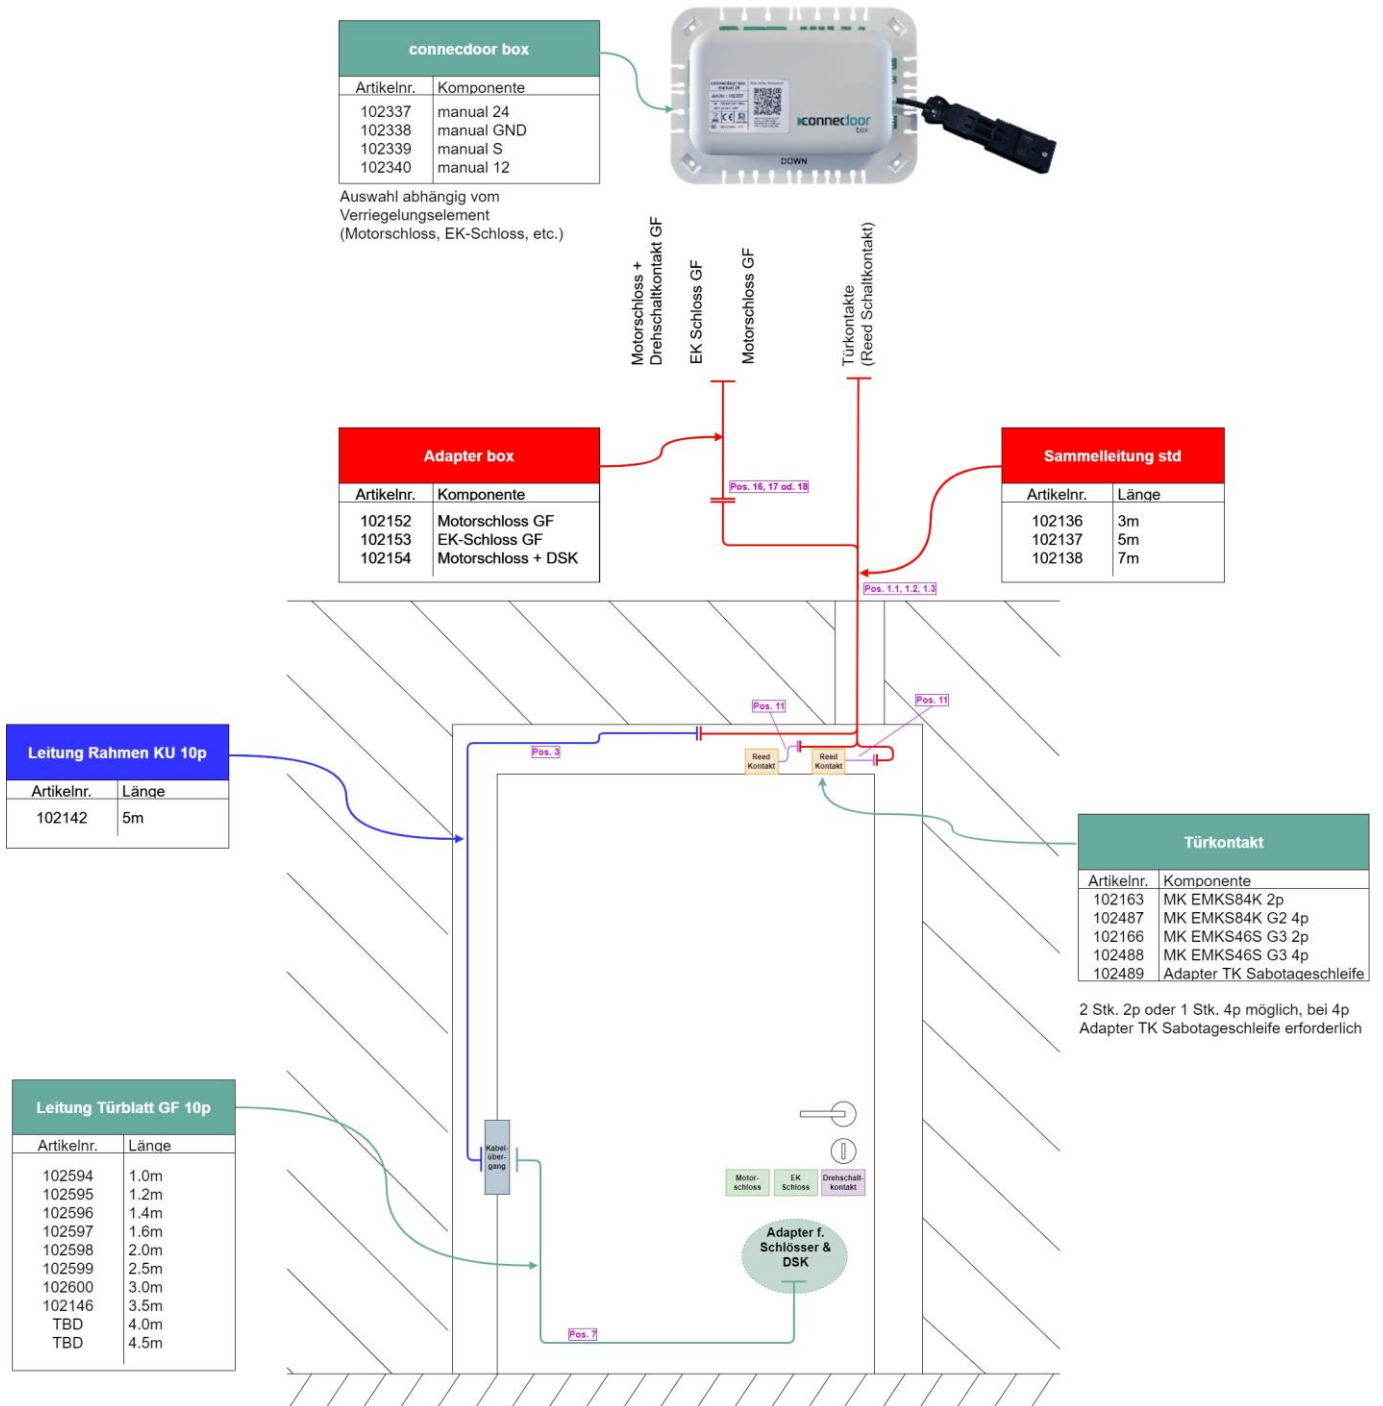 connecdoor box
Artikelnr. Komponente
102337 manual 24
102338 manual GND
102339 manual S
102340 manual 12
Auswahl abhängig vom
Verriegelungselement
(Motorschloss, EK-Schloss, etc.)
connecdoor
box
DOWN
Motorschloss +
Drehschaltkontakt GF
EK Schloss GF
Motorschloss GF
Türkontakte
(Reed Schaltkontakt)
Adapter box
Artikelnr. Komponente
102152 Motorschloss GF
102153 EK-Schloss GF
102154 Motorschloss + DSK
Pos. 16, 17 od. 18
Sammelleitung std
Artikelnr. Länge
102136 3m
102137 5m
102138 7m
Pos. 1.1, 1.2, 1.3
Leitung Rahmen KU 10p
Artikelnr. Länge
102142 5m
Pos. 3
Pos. 11
Pos. 11
Reed
Kontakt
Reed
Kontakt
Türkontakt
Artikelnr. Komponente
102163 MK EMKS84K 2p
102487 MK EMKS84K G2 4p
102166 MK EMKS46S G3 2p
102488 MK EMKS46S G3 4p
102489 Adapter TK Sabotageschleife
2 Stk. 2p oder 1 Stk. 4p möglich, bei 4p
Adapter TK Sabotageschleife erforderlich
Leitung Türblatt GF 10p
Artikelnr. Länge
102594 1.0m
102595 1.2m
102596 1.4m
102597 1.6m
102598 2.0m
102599 2.5m
102600 3.0m
102146 3.5m
TBD 4.0m
TBD 4.5m
Kabel-
über-
gang
Motor-
schloss
EK
Schloss
Drehschalt-
kontakt
Adapter f.
Schlösser &
DSK
Pos. 7